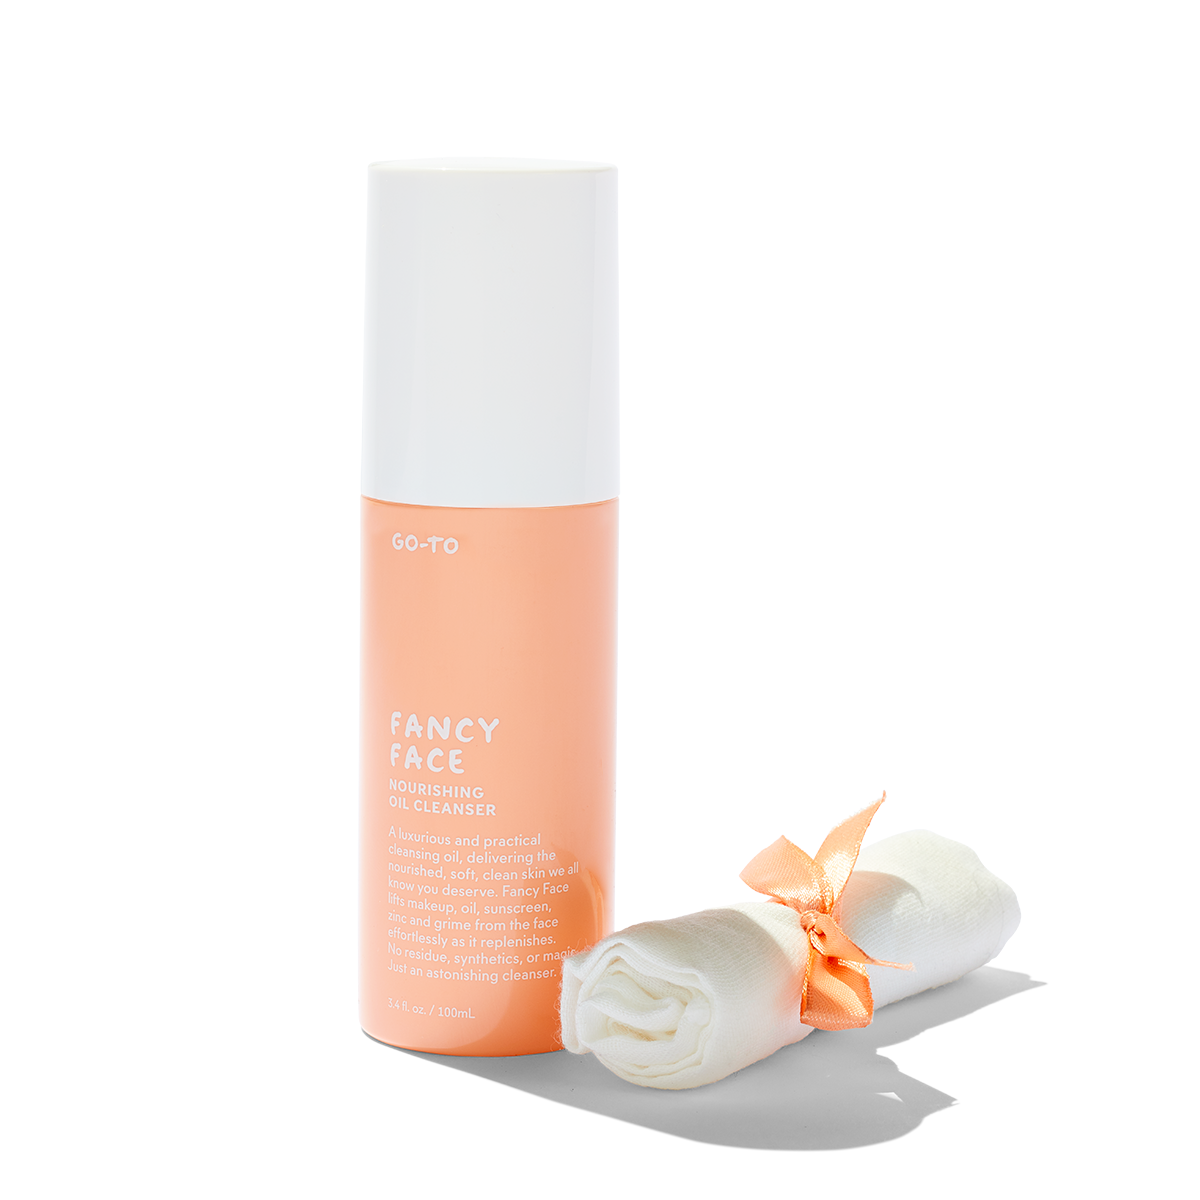 GO-TO
FANCY
FACE
NOURISHING
OIL CLEANSER
A luxurious and practical
cleansing oil, delivering the
nourished, soft, clean skin we all
know you deserve. Fancy Face
lifts makeup, oil, sunscreen,
zinc and grime from the face
effortlessly as it replenishes.
No residue, synthetics, or magic.
Just an astonishing cleanser.
3.4 fl. oz. / 100mL